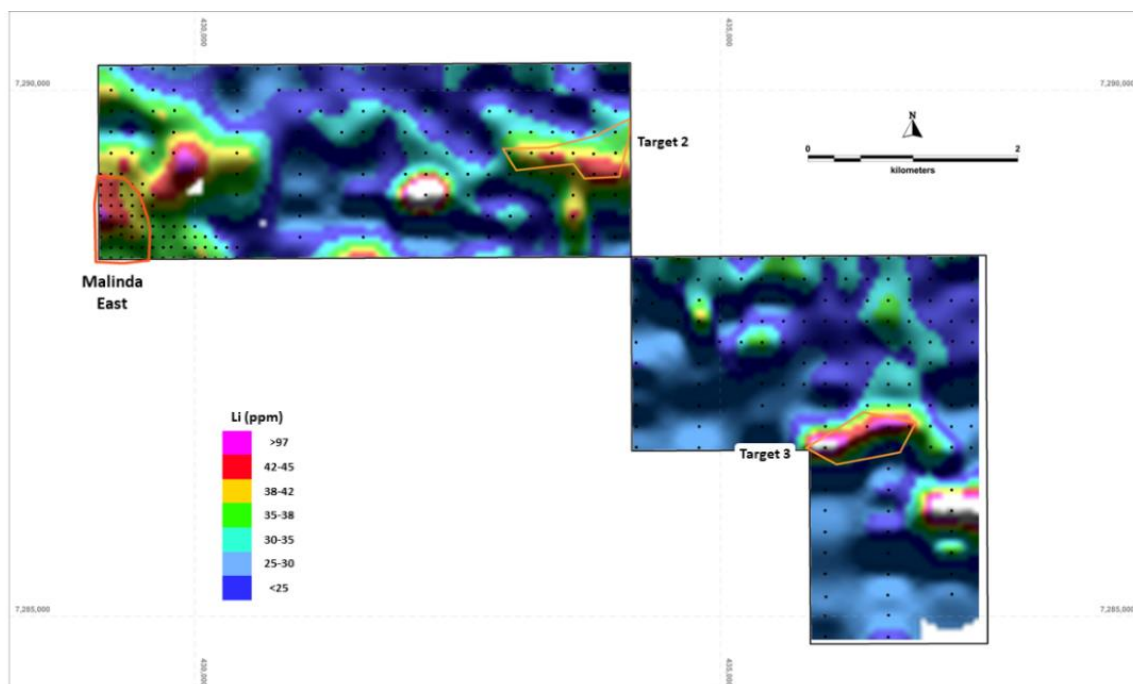 430,000
435,000
7,290,000
7,290,000
N
0
2
kilometers
Target 2
Malinda
East
Li (ppm)
>97
42-45
38-42
35-38
30-35
25-30
<25
Target 3
7,285,000
7,285,000
430,000
435,000